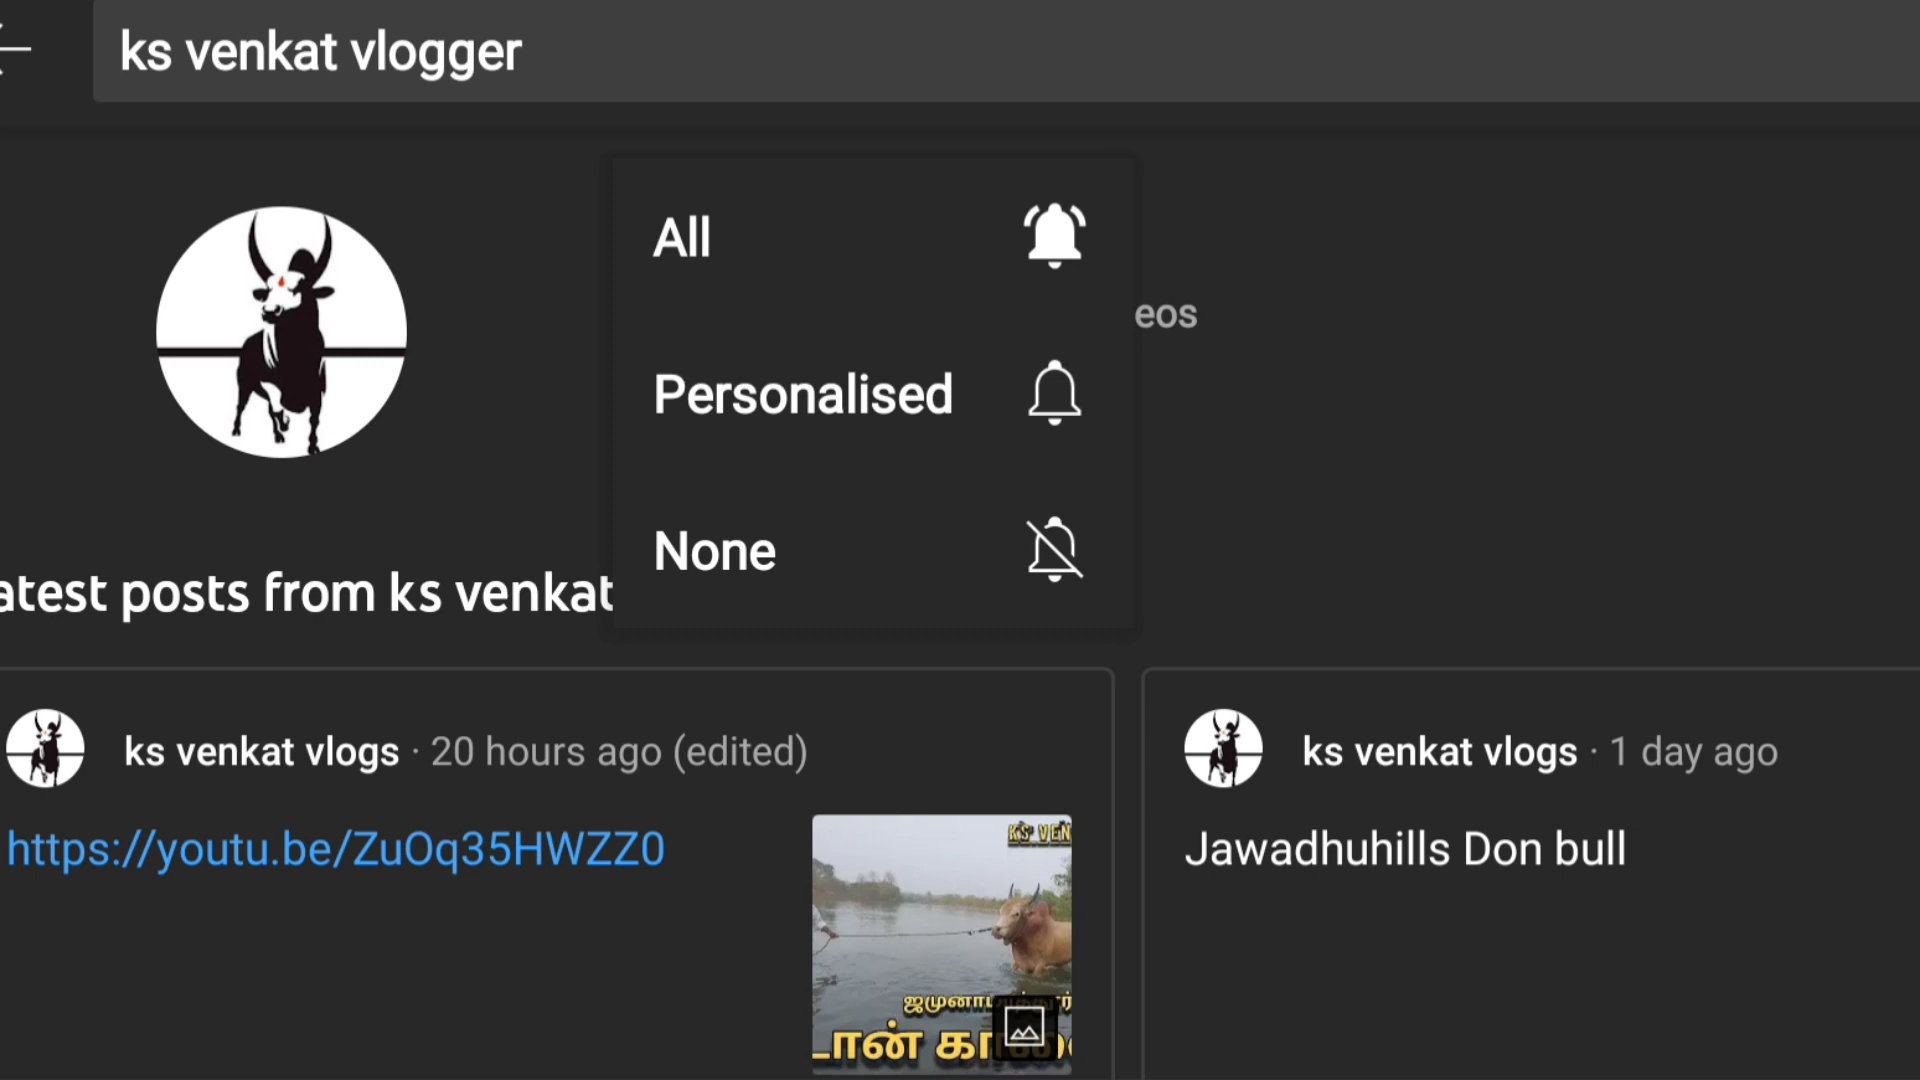 ks venkat vlogger
All
eos
Personalised
None
atest posts from ks venkat
ks venkat vlogs · 20 hours ago (edited)
https://youtu.be/ZuOq35HWZZ0
KS VEN
டான்
ks venkat vlogs · 1 day ago
Jawadhuhills Don bull